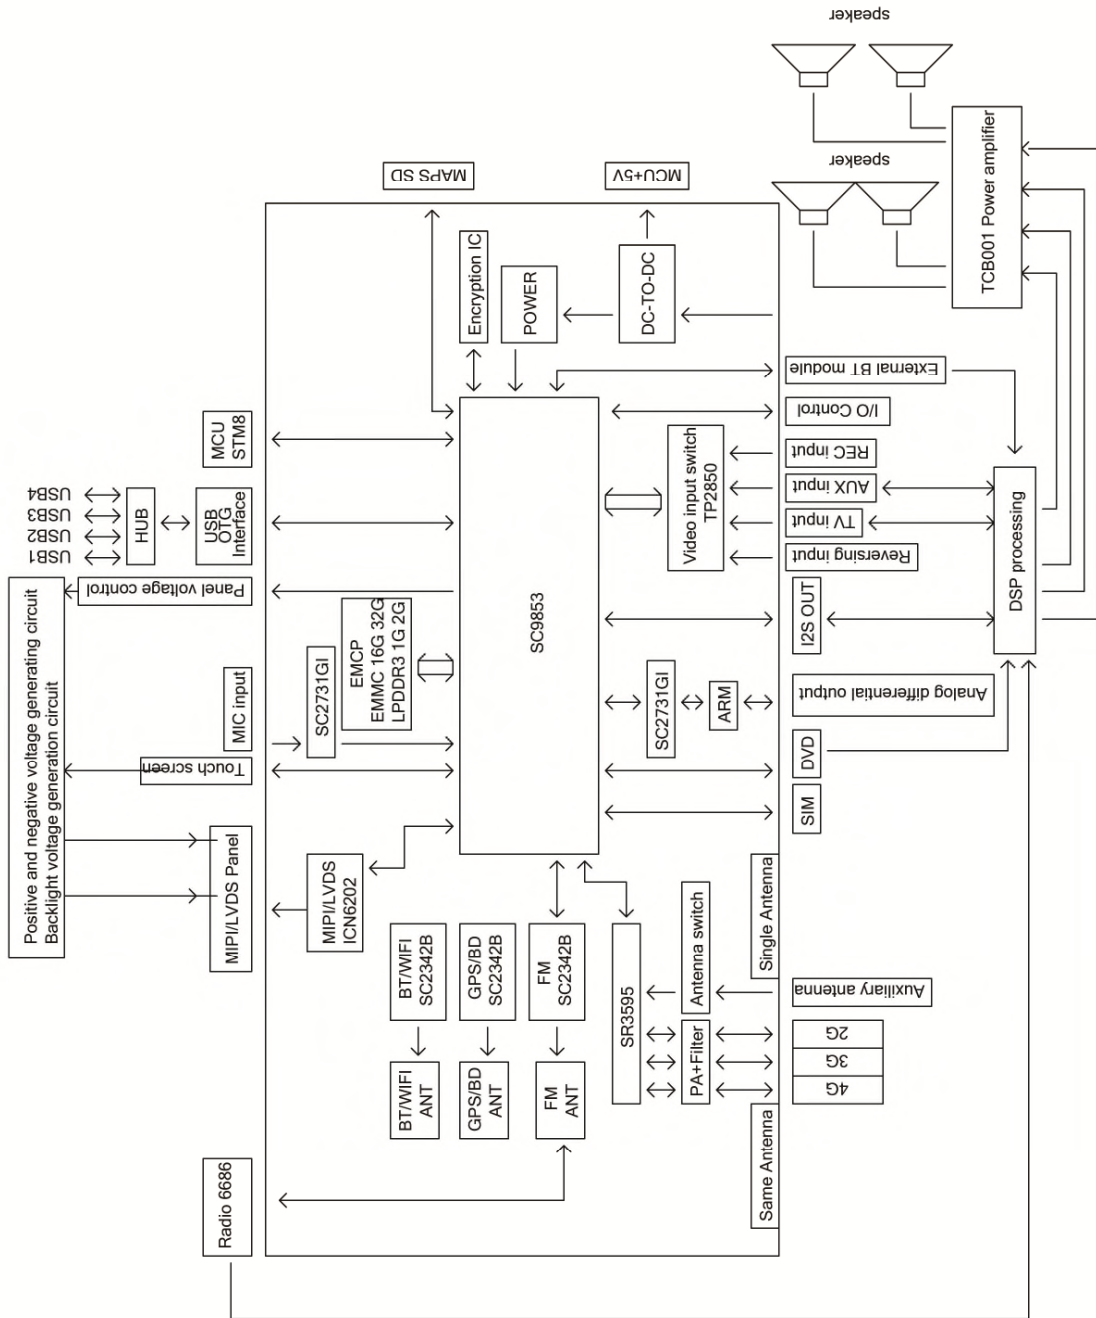 speaker
speaker
TCB001 Power amplifier
MAPS SD
MCU+5V
Encryption IC
POWER
DC-TO-DC
External BT module
I/O Control
REC input
AUX input
TV input
Reversing input
Video input switch
TP2850
MCU
STM8
USB4
USB3
USB2
USB1
HUB
USB
OTG
Interface
Panel voltage control
Positive and negative voltage generating circuit
Backlight voltage generation circuit
EMCP
EMMC 16G 32G
LPDDR3 1G 2G
SC9853
I2S OUT
DSP processing
MIC input
SC2731GI
SC2731GI
ARM
Analog differential output
Touch screen
DVD
SIM
MIPI/LVDS Panel
MIPI/LVDS
ICN6202
BT/WIFI
SC2342B
GPS/BD
SC2342B
FM
SC2342B
SR3595
Antenna switch
Single Antenna
Auxiliary antenna
PA+Filter
2G
3G
4G
BT/WIFI
ANT
GPS/BD
ANT
FM
ANT
Same Antenna
Radio 6686